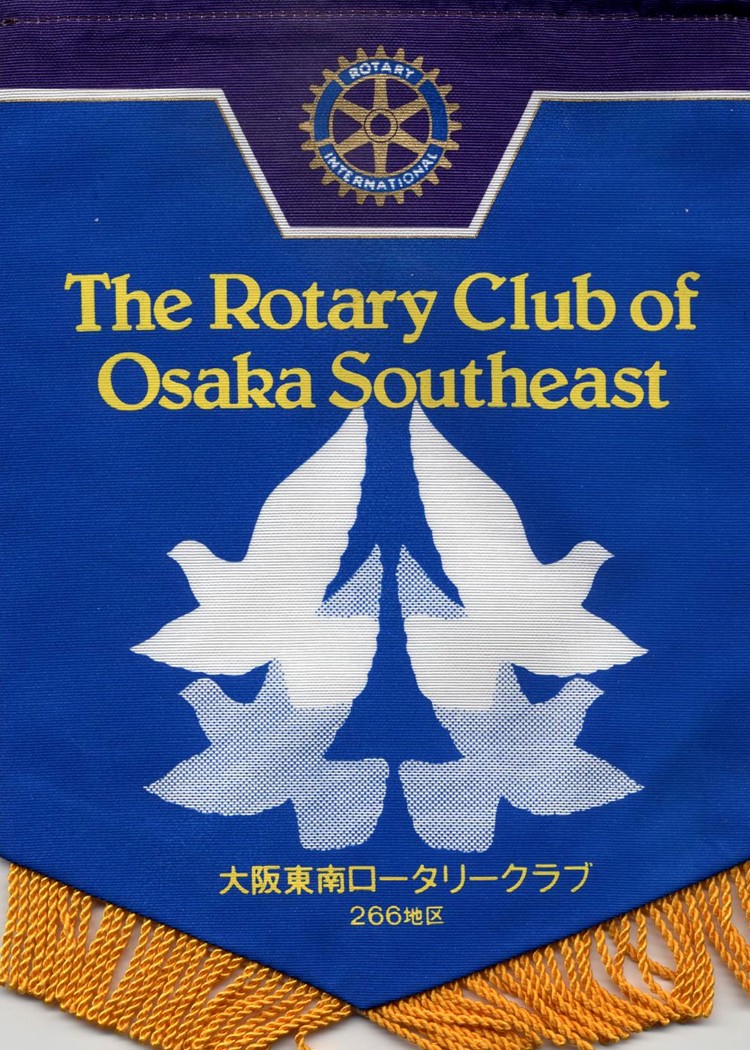 ROTARY
INTERNATIONAL
The Rotary Club of
Osaka Southeast
大阪東南ロータリークラブ
266地区